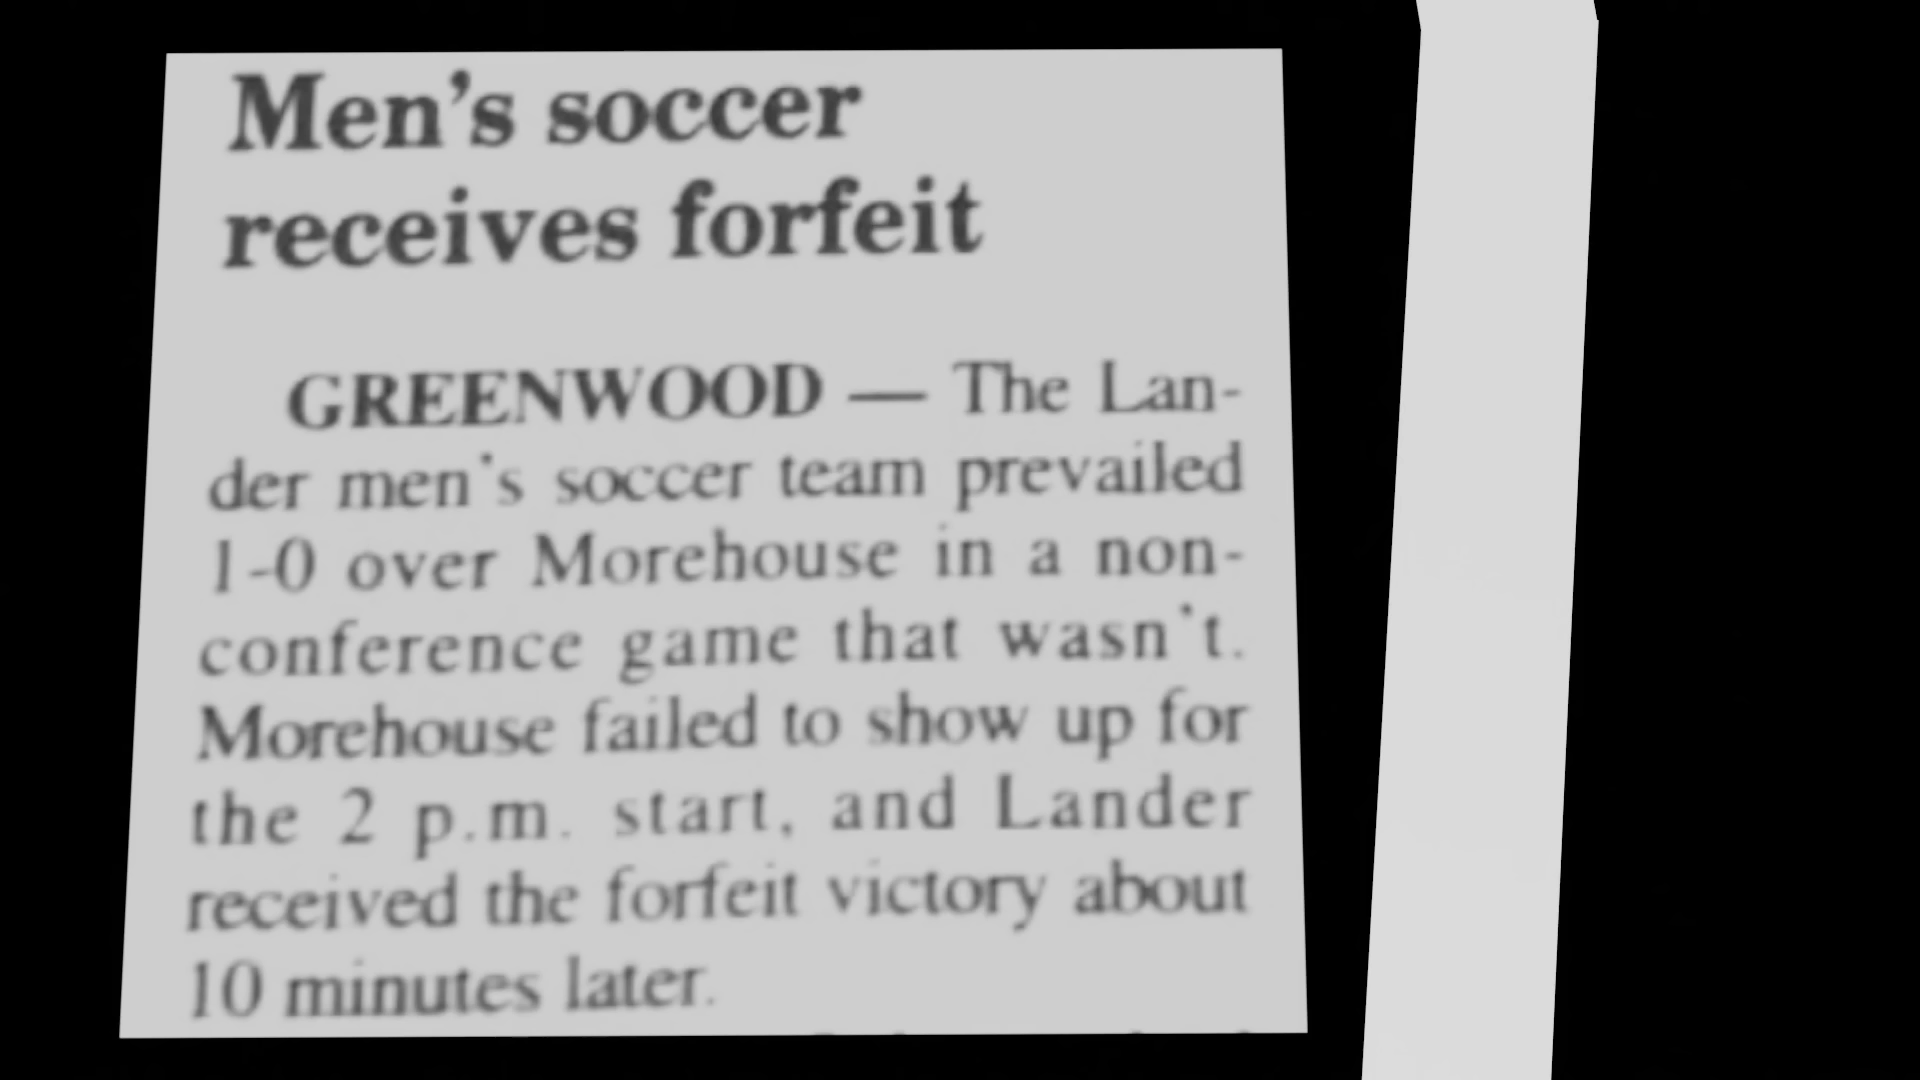 Men's soccer
receives forfeit
GREENWOOD — The Lan-
der men's soccer team prevailed
1-0 over Morehouse in a non-
conference game that wasn't.
Morehouse failed to show up for
the 2 p.m. start, and Lander
received the forfeit victory about
10 minutes later.